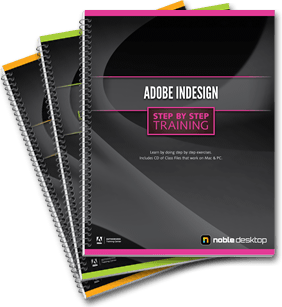 ADOBE INDESIGN
STEP BY STEP
TRAINING
Learn by doing step by step exercises.
Includes CD of Class Files that work on Mac & PC.
noble desktop